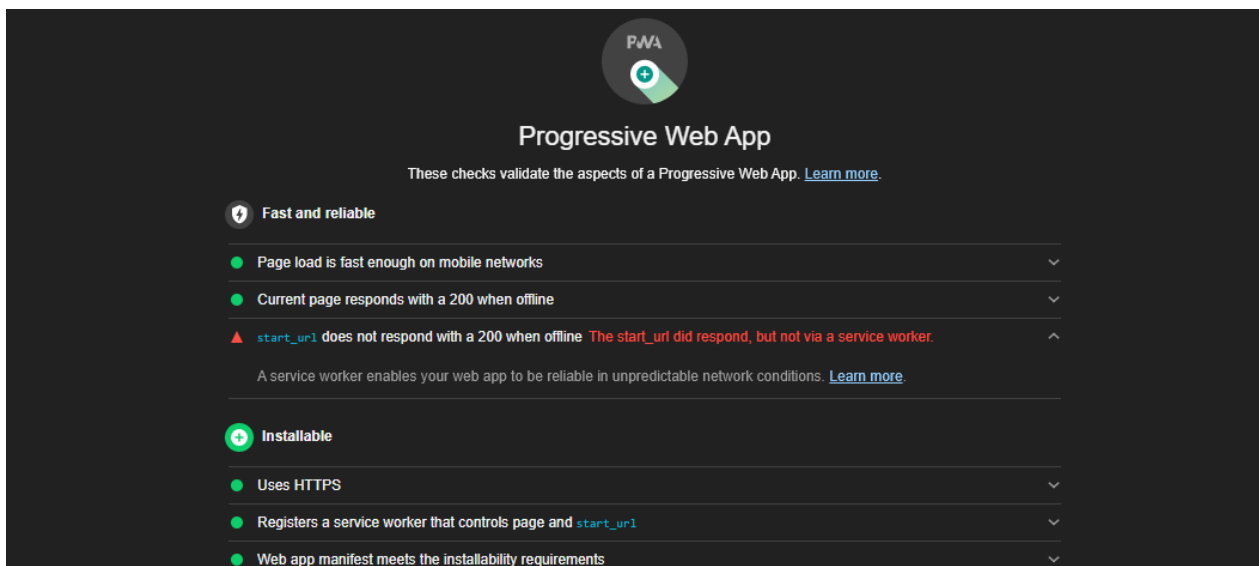 PWA
Progressive Web App
These checks validate the aspects of a Progressive Web App. Learn more.
Fast and reliable
Page load is fast enough on mobile networks
Current page responds with a 200 when offline
start_url does not respond with a 200 when offline The start_url did respond, but not via a service worker.
A service worker enables your web app to be reliable in unpredictable network conditions. Learn more.
Installable
Uses HTTPS
Registers a service worker that controls page and start_url
Web app manifest meets the installability requirements